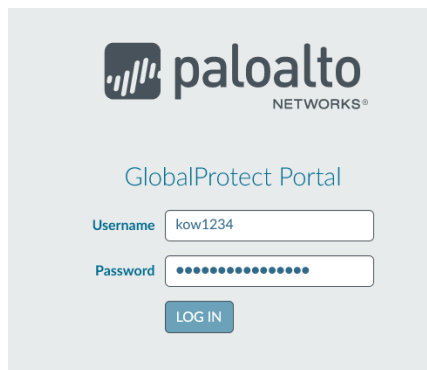 paloalto
NETWORKS®
GlobalProtect Portal
Username kow1234
Password ••••••••••••••••
LOG IN